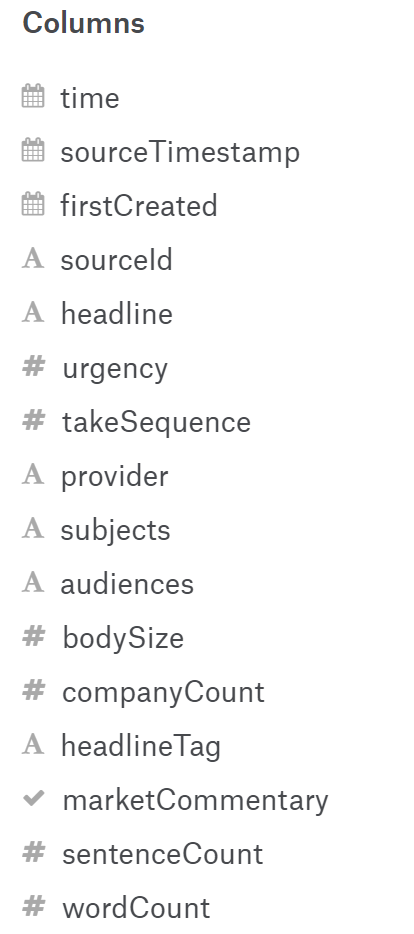 Columns
time
sourceTimestamp
firstCreated
A sourceId
A headline
# urgency
# takeSequence
A provider
A subjects
A audiences
# bodySize
# companyCount
A headlineTag
marketCommentary
# sentenceCount
# wordCount